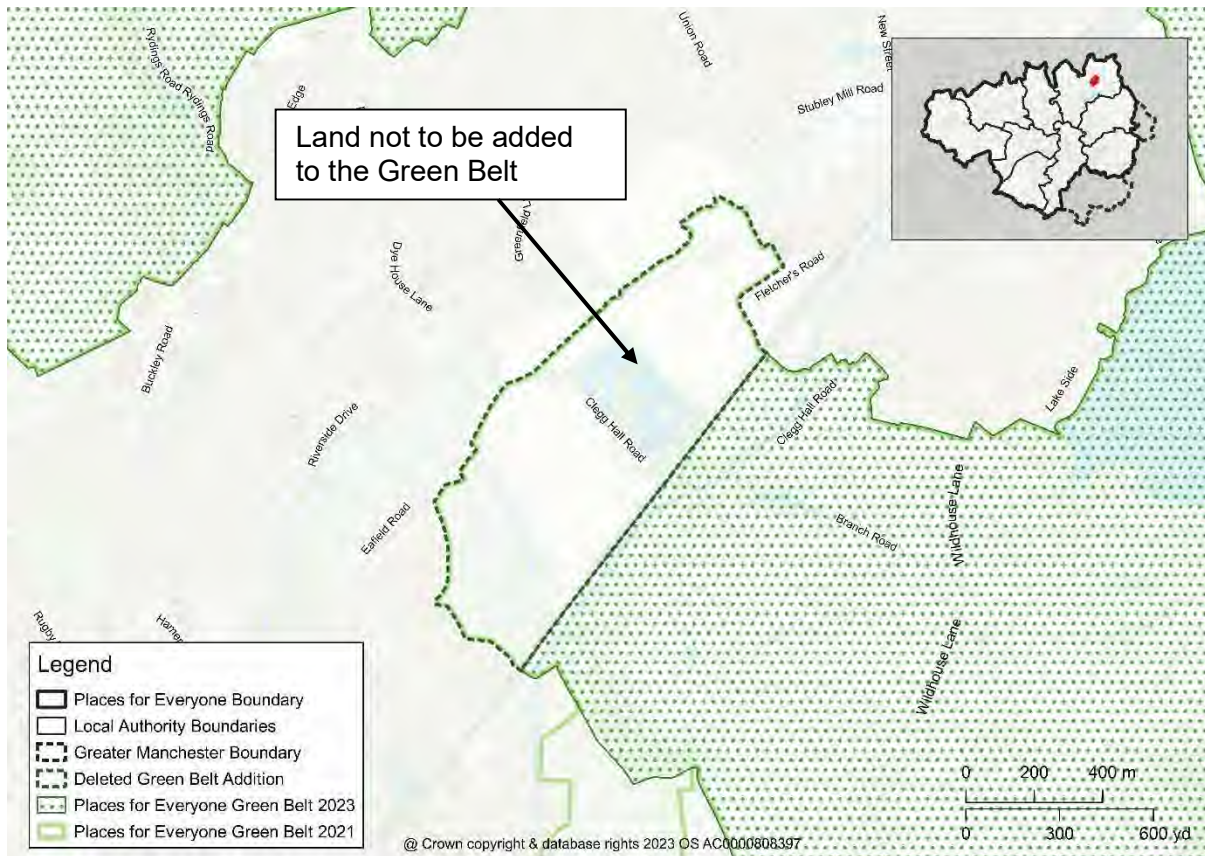 Union Road
New Street
Rydings Road
Rydings Road
Edge
Stubley Mill Road
Land not to be added
to the Green Belt
Greenfield
Dye House Lane
Fletcher's Road
Buckley Road
Lake Side
Clegg Hall Road
Clegg Hall Road
Riverside Drive
Wildhouse Lane
Eafield Road
Branch Road
Rugby
Wildhouse Lane
Legend
Places for Everyone Boundary
Local Authority Boundaries
Greater Manchester Boundary
Deleted Green Belt Addition
Places for Everyone Green Belt 2023
Places for Everyone Green Belt 2021
0 200 400 m
0 300 600 yd
@ Crown copyright & database rights 2023 OS AC0000808397